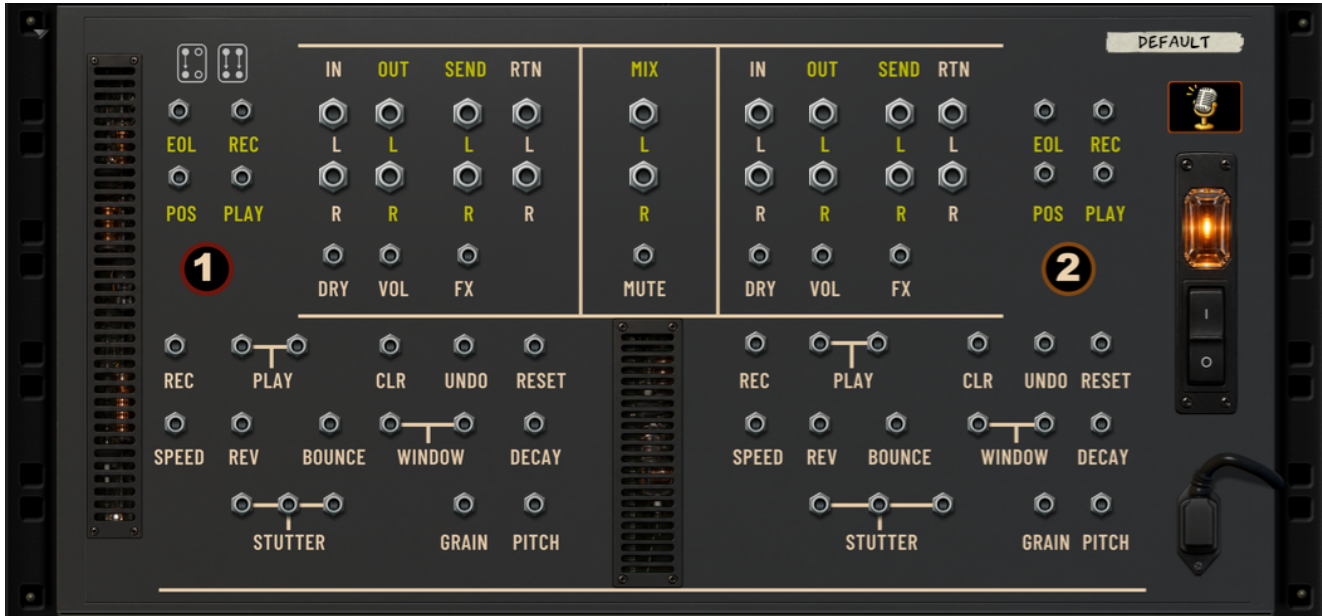 DEFAULT
IN OUT SEND RTN MIX IN OUT SEND RTN
EOL REC L L L L L L L L L EOL REC
POS PLAY R R R R R R R R R POS PLAY
1 2
DRY VOL FX MUTE DRY VOL FX
I
REC PLAY CLR UNDO RESET REC PLAY CLR UNDO RESET
O
SPEED REV BOUNCE WINDOW DECAY SPEED REV BOUNCE WINDOW DECAY
STUTTER GRAIN PITCH STUTTER GRAIN PITCH